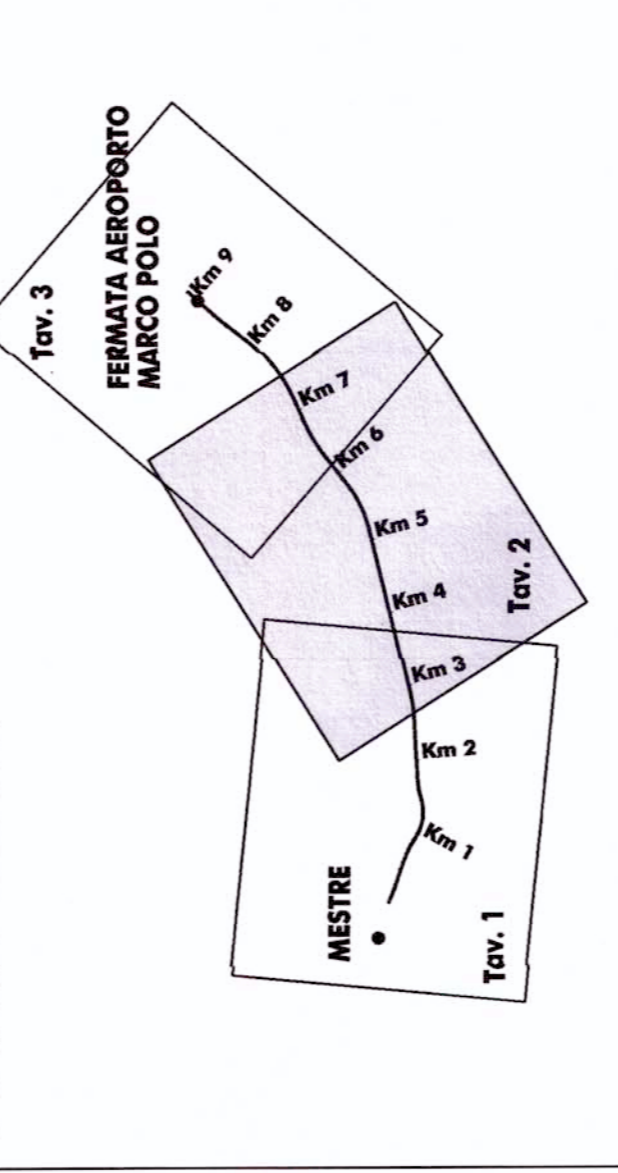 Tav. 3
FERMATA AEROPORTO
MARCO POLO
Km 9
Km 8
Km 7
Km 6
Km 5
Km 4
Km 3
Km 2
Km 1
Tav. 2
MESTRE
Tav. 1